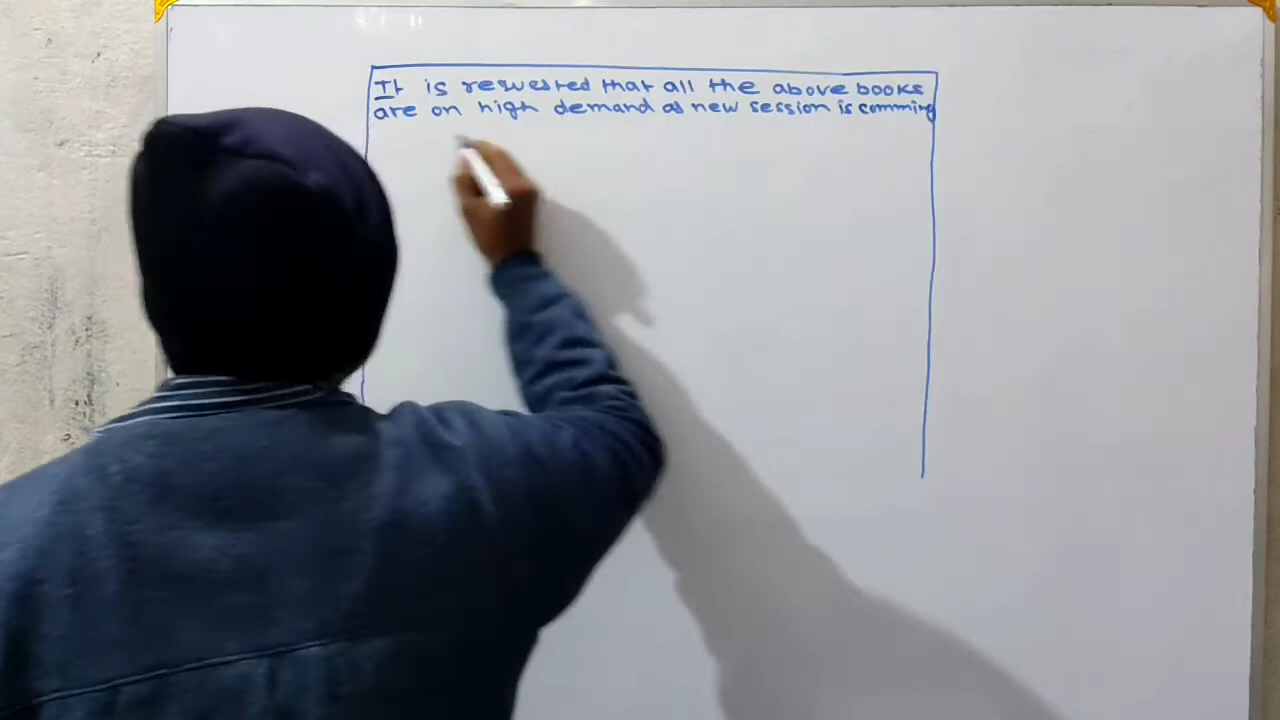 It is requested that all the above books
are on high demand as new session is comming